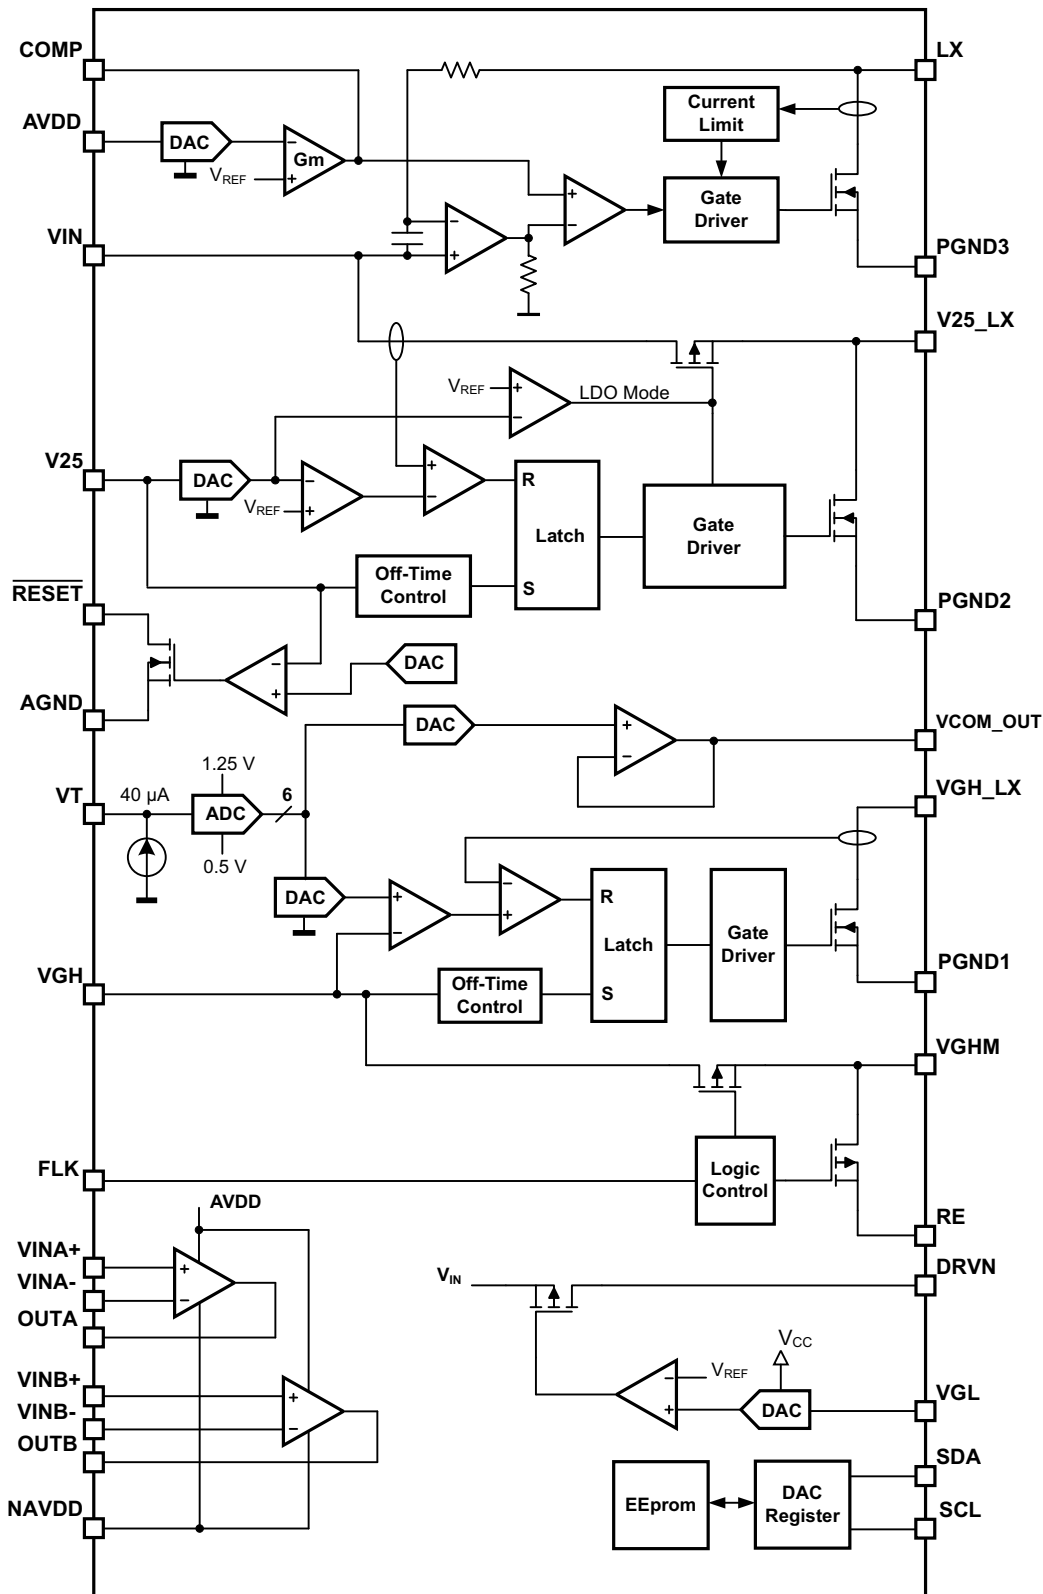 COMP
LX
Current
Limit
AVDD
DAC
−
Gm
VREF
+
+
−
Gate
Driver
VIN
−
+
PGND3
V25_LX
VREF
+
−
LDO Mode
V25
DAC
−
+
VREF
+
−
R
Latch
S
Gate
Driver
Off-Time
Control
RESET
PGND2
−
+
DAC
AGND
DAC
+
−
VCOM_OUT
1.25 V
VT
40 µA
ADC
6
0.5 V
VGH_LX
DAC
+
−
−
+
R
Latch
S
Gate
Driver
PGND1
VGH
Off-Time
Control
VGHM
FLK
Logic
Control
AVDD
RE
VINA+
+
VINA-
−
OUTA
VIN
DRVN
VCC
VINB+
+
VINB-
−
OUTB
−
VREF
+
DAC
VGL
SDA
EEprom
DAC
Register
NAVDD
SCL